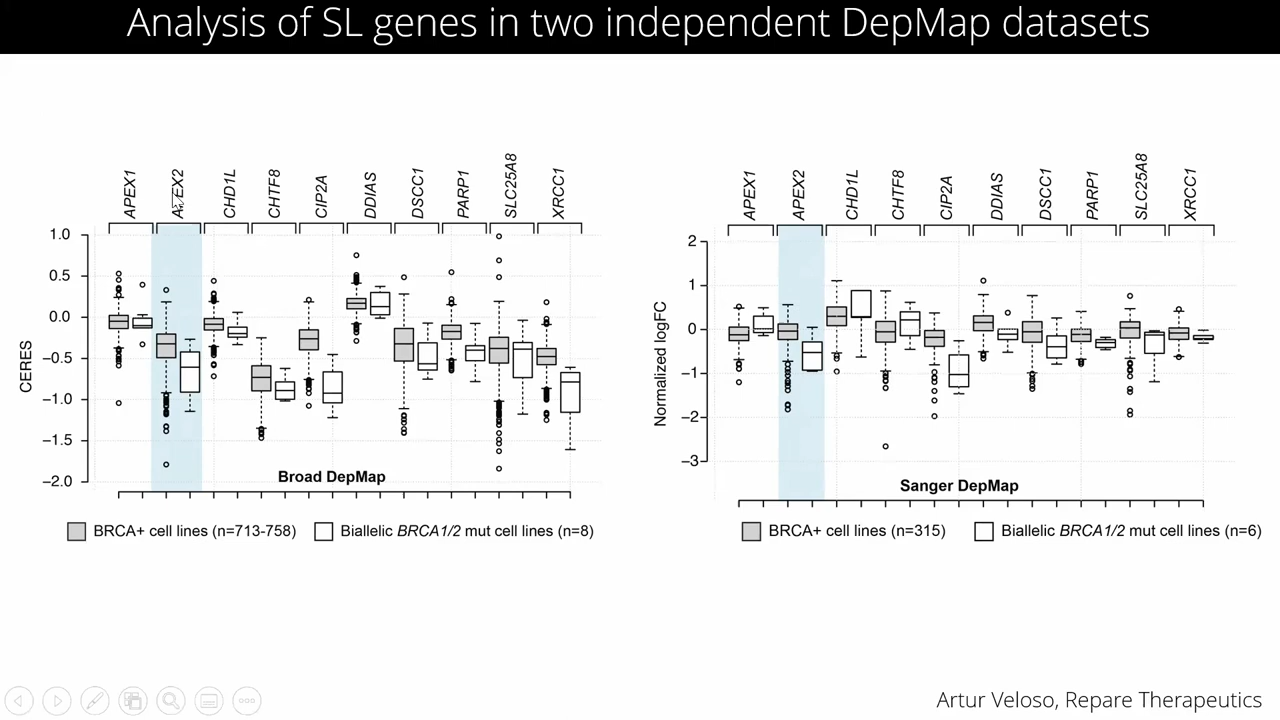 Analysis of SL genes in two independent DepMap datasets
APEX1
APEX2
CHD1L
CHTF8
CIP2A
DDIAS
DSCC1
PARP1
SLC25A8
XRCC1
1.0
0.5
0.0
−0.5
−1.0
−1.5
−2.0
CERES
Broad DepMap
BRCA+ cell lines (n=713-758)
Biallelic BRCA1/2 mut cell lines (n=8)
APEX1
APEX2
CHD1L
CHTF8
CIP2A
DDIAS
DSCC1
PARP1
SLC25A8
XRCC1
2
1
0
−1
−2
−3
Normalized logFC
Sanger DepMap
BRCA+ cell lines (n=315)
Biallelic BRCA1/2 mut cell lines (n=6)
Artur Veloso, Repare Therapeutics